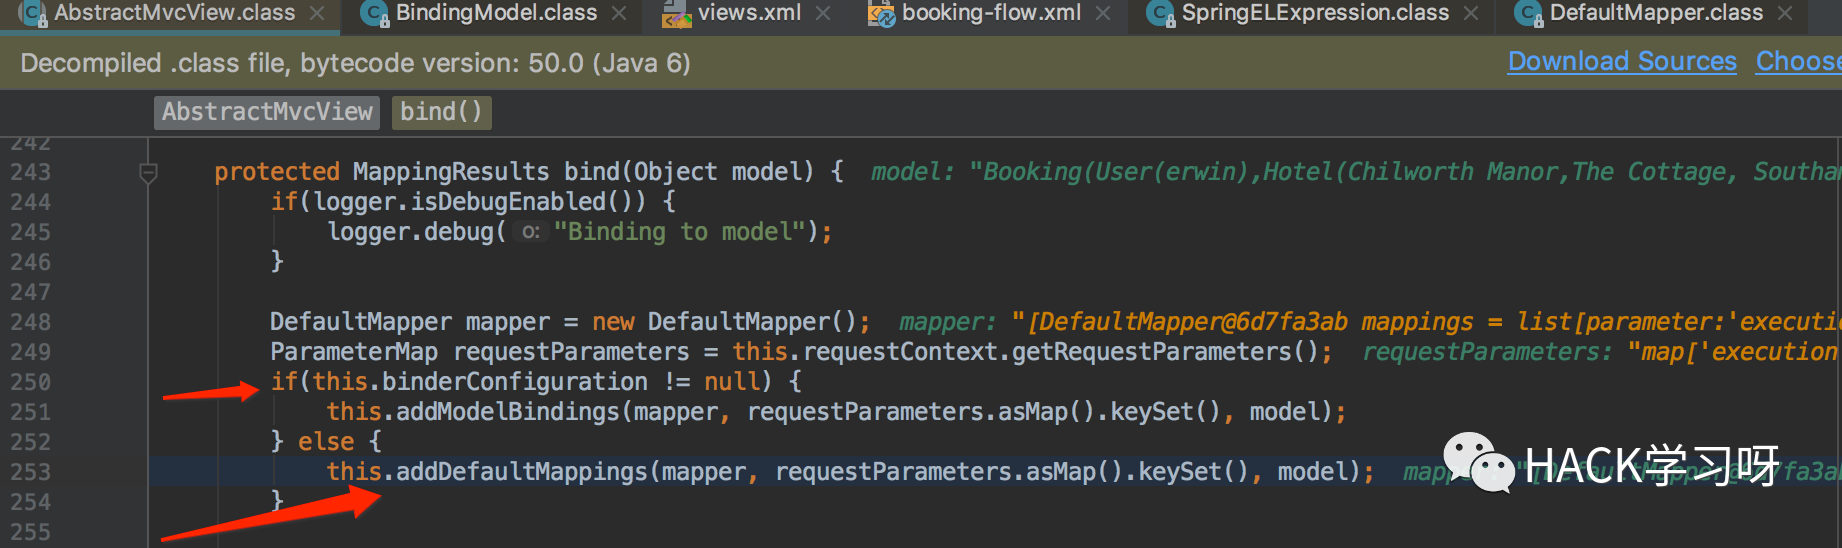 AbstractMvcView.class × BindingModel.class × views.xml × booking-flow.xml × SpringELExpression.class × DefaultMapper.class ×
Decompiled .class file, bytecode version: 50.0 (Java 6) Download Sources Choose
AbstractMvcView bind()
242
243 protected MappingResults bind(Object model) { model: "Booking(User(erwin),Hotel(Chilworth Manor,The Cottage, Southam
244 if(logger.isDebugEnabled()) {
245 logger.debug( o: "Binding to model");
246 }
247
248 DefaultMapper mapper = new DefaultMapper(); mapper: "[DefaultMapper@6d7fa3ab mappings = list[parameter:'executio
249 ParameterMap requestParameters = this.requestContext.getRequestParameters(); requestParameters: "map['execution
250 if(this.binderConfiguration != null) {
251 this.addModelBindings(mapper, requestParameters.asMap().keySet(), model);
252 } else {
253 this.addDefaultMappings(mapper, requestParameters.asMap().keySet(), model);
254 }
255
HACK学习呀